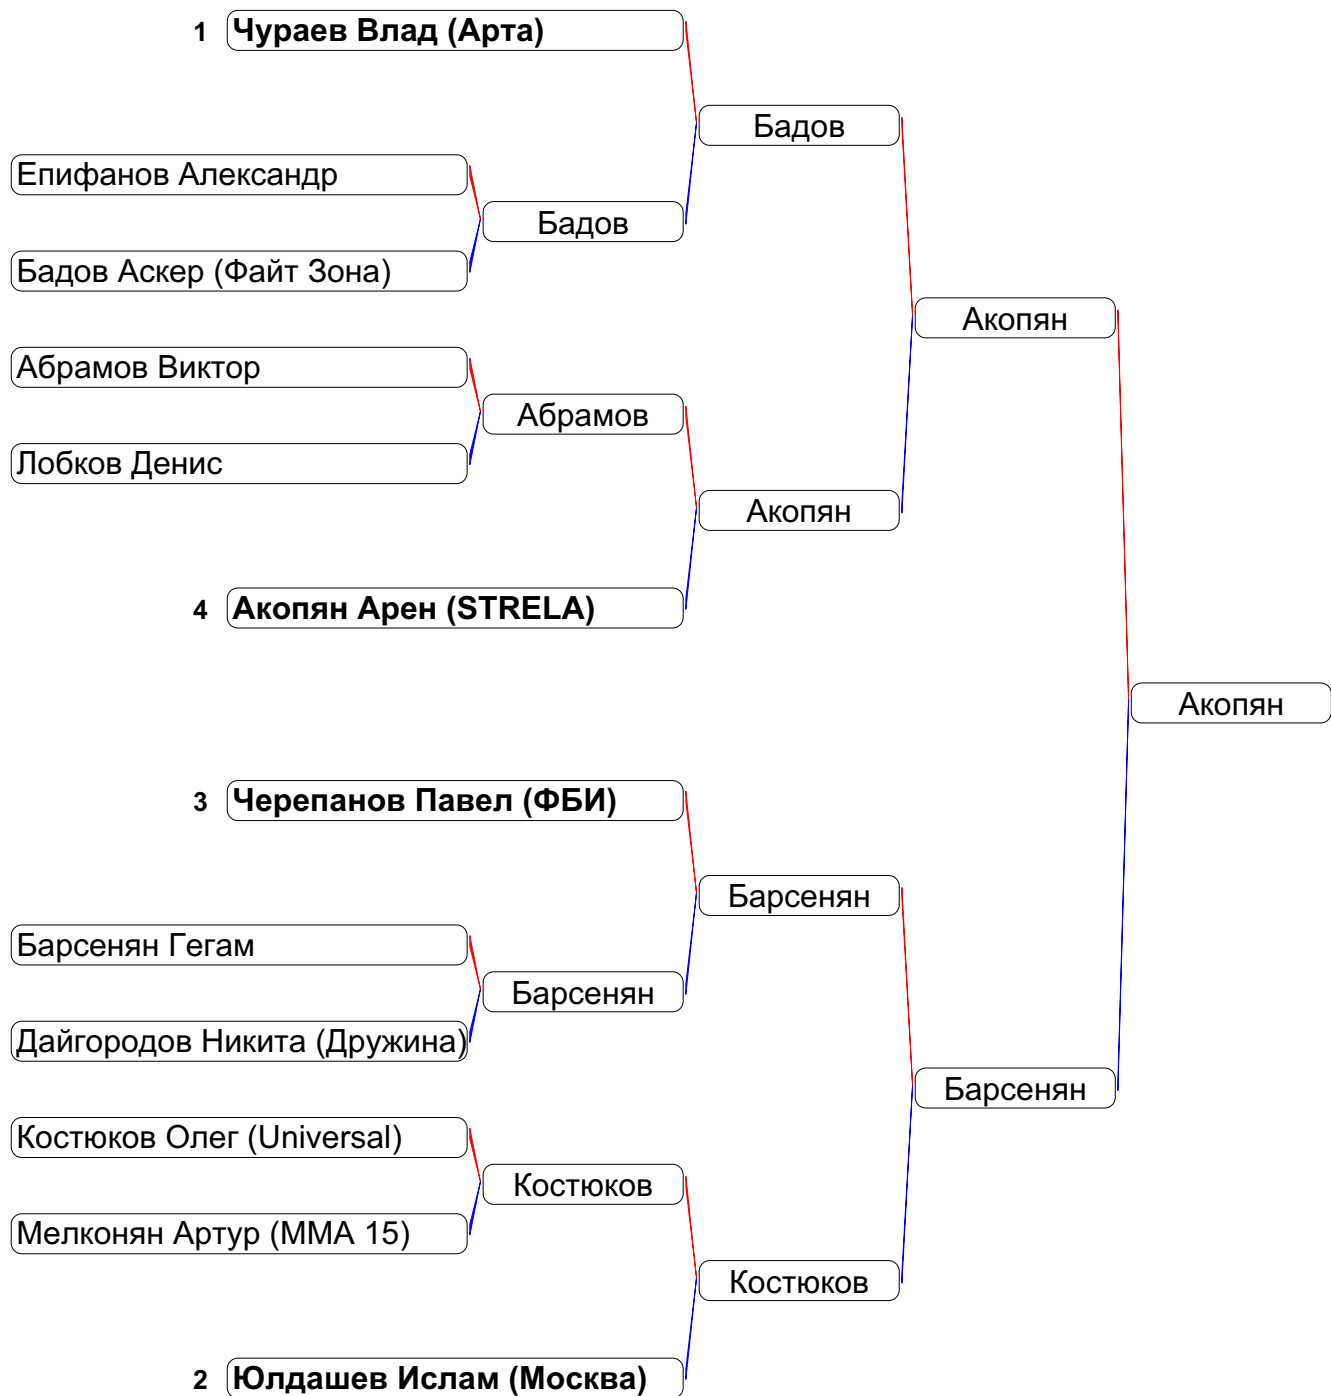 1 Чураев Влад (Арта)
Бадов
Епифанов Александр
Бадов
Бадов Аскер (Файт Зона)
Акопян
Абрамов Виктор
Абрамов
Лобков Денис
Акопян
4 Акопян Арен (STRELA)
Акопян
3 Черепанов Павел (ФБИ)
Барсенян
Барсенян Гегам
Барсенян
Дайгородов Никита (Дружина)
Барсенян
Костюков Олег (Universal)
Костюков
Мелконян Артур (ММА 15)
Костюков
2 Юлдашев Ислам (Москва)